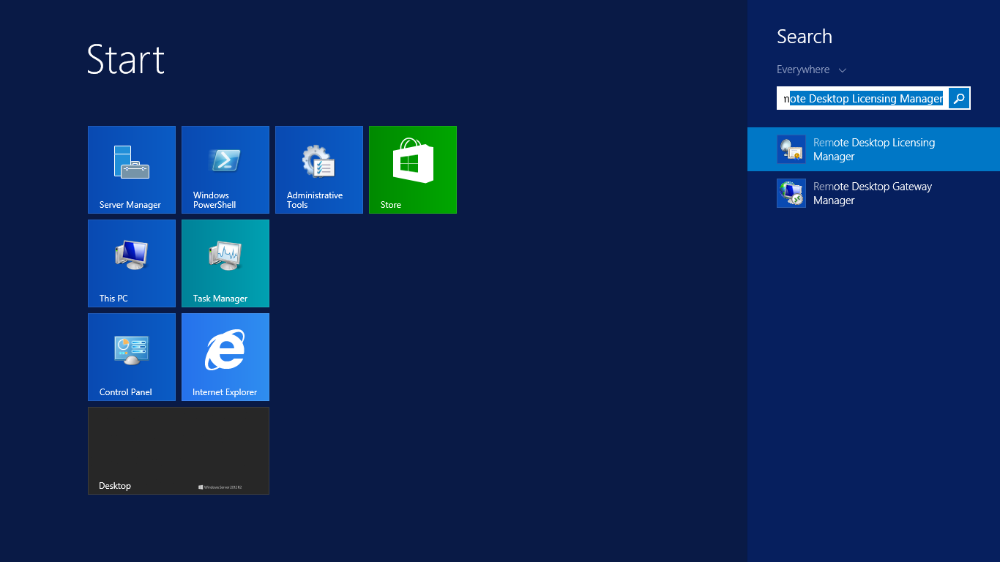 Start
Search
Everywhere
mote Desktop Licensing Manager
Remote Desktop Licensing
Manager
Remote Desktop Gateway
Manager
Server Manager
Windows
PowerShell
Administrative
Tools
Store
This PC
Task Manager
Control Panel
Internet Explorer
Desktop
Windows Server 2012 R2